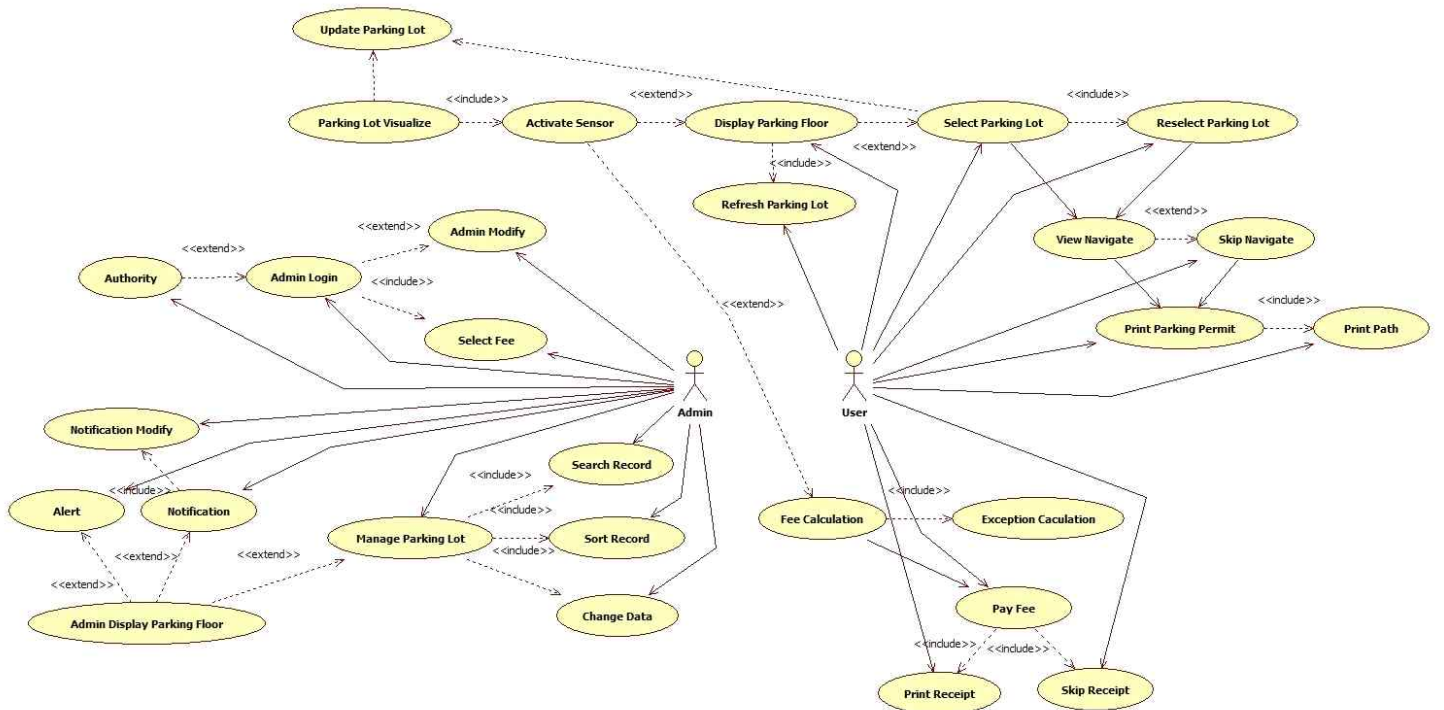 Update Parking Lot
<<include>>
<<extend>>
<<include>>
Parking Lot Visualize
Activate Sensor
Display Parking Floor
Select Parking Lot
Reselect Parking Lot
<<include>>
<<extend>>
Refresh Parking Lot
<<extend>>
Admin Modify
<<extend>>
View Navigate
Skip Navigate
<<extend>>
Authority
Admin Login
<<include>>
<<extend>>
<<include>>
Print Parking Permit
Print Path
Select Fee
Admin
User
Notification Modify
Search Record
<<include>>
<<include>>
Alert
Notification
<<include>>
<<include>>
Fee Calculation
Exception Caculation
Manage Parking Lot
Sort Record
<<include>>
<<extend>>
<<extend>>
<<extend>>
Admin Display Parking Floor
Change Data
Pay Fee
<<include>>
<<include>>
Print Receipt
Skip Receipt